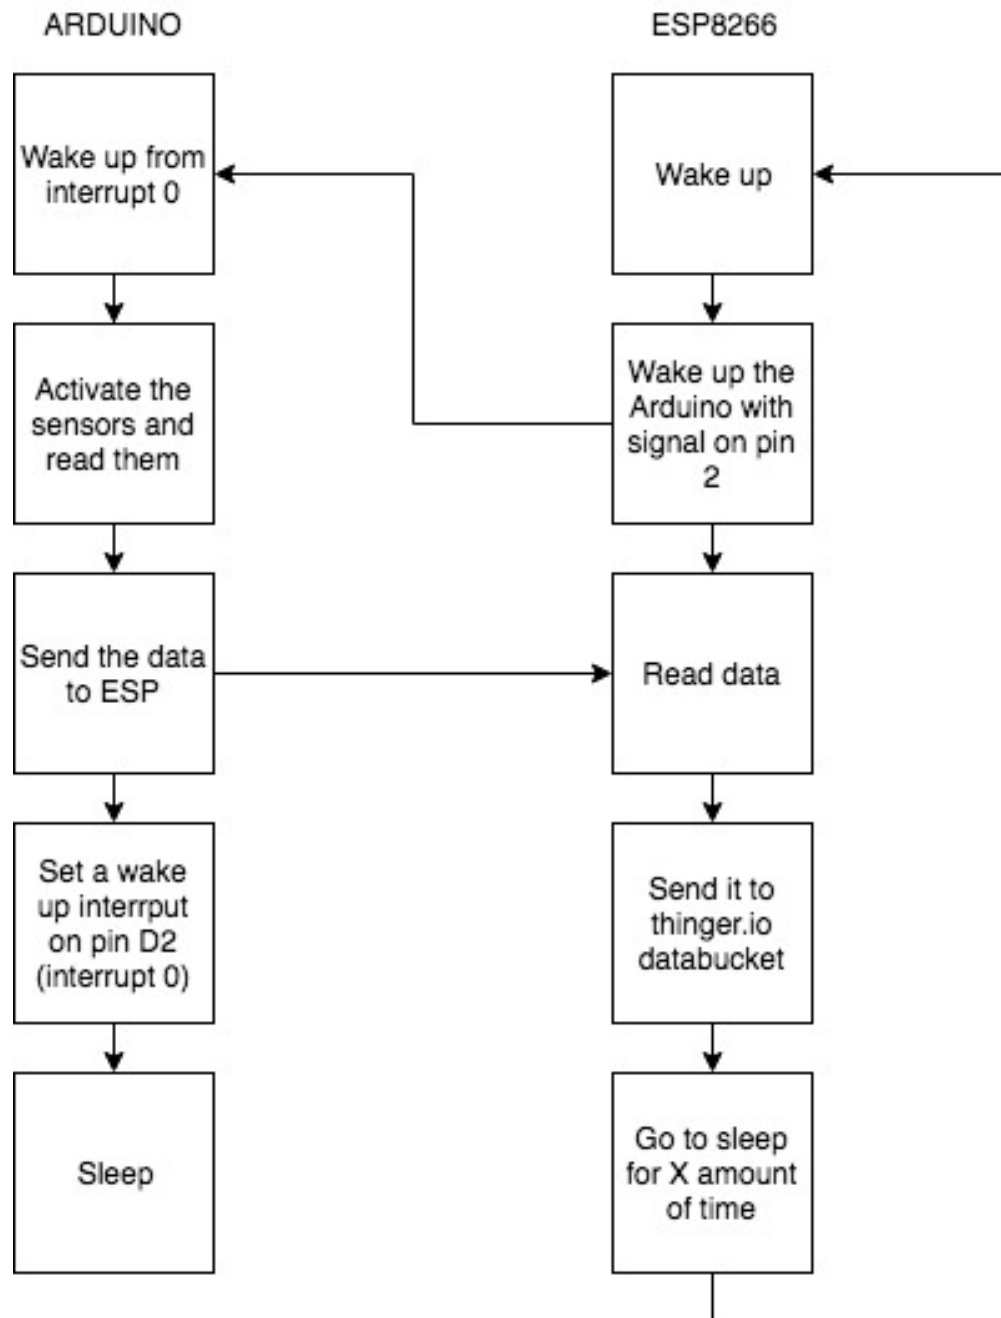 ARDUINO
ESP8266
Wake up from
interrupt 0
Wake up
Activate the
sensors and
read them
Wake up the
Arduino with
signal on pin
2
Send the data
to ESP
Read data
Set a wake
up interrput
on pin D2
(interrupt 0)
Send it to
thinger.io
databucket
Sleep
Go to sleep
for X amount
of time